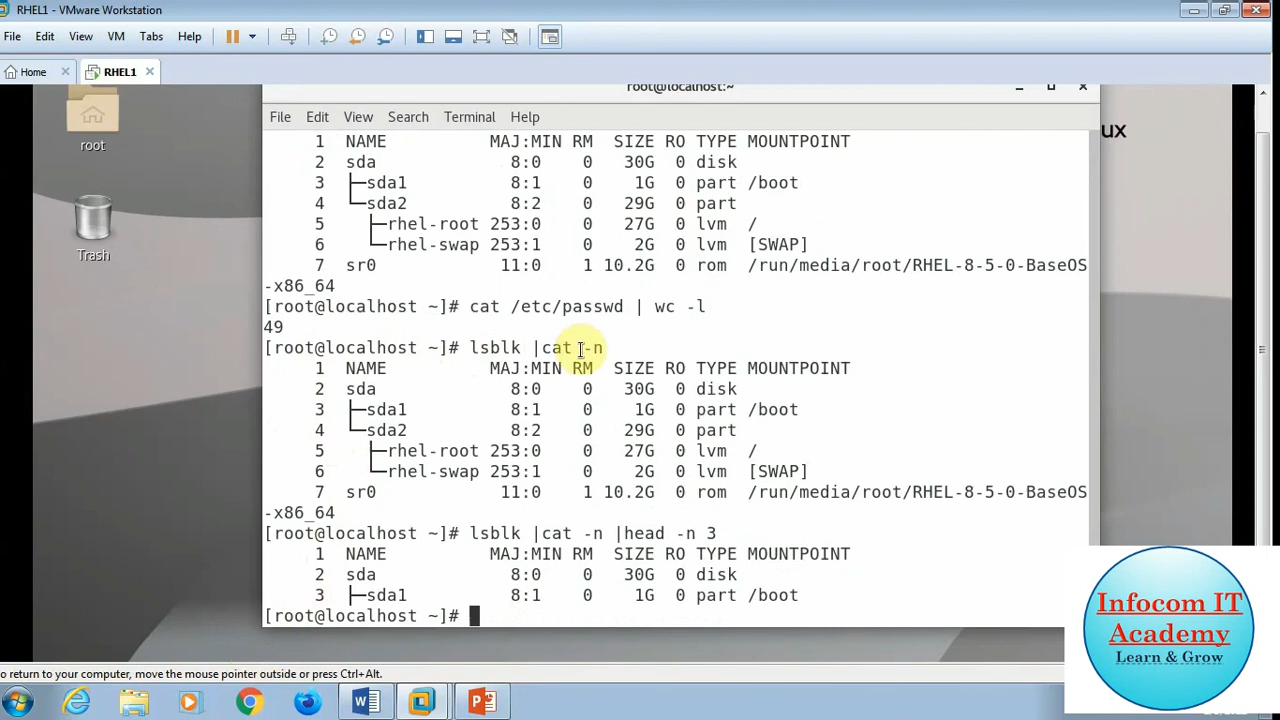 RHEL1 - VMware Workstation
File Edit View VM Tabs Help
Home RHEL1
root@localhost:~
File Edit View Search Terminal Help
1 NAME MAJ:MIN RM SIZE RO TYPE MOUNTPOINT
2 sda 8:0 0 30G 0 disk
3 ├─sda1 8:1 0 1G 0 part /boot
4 └─sda2 8:2 0 29G 0 part
5 ├─rhel-root 253:0 0 27G 0 lvm /
6 └─rhel-swap 253:1 0 2G 0 lvm [SWAP]
7 sr0 11:0 1 10.2G 0 rom /run/media/root/RHEL-8-5-0-BaseOS
-x86_64
[root@localhost ~]# cat /etc/passwd | wc -l
49
[root@localhost ~]# lsblk |cat -n
1 NAME MAJ:MIN RM SIZE RO TYPE MOUNTPOINT
2 sda 8:0 0 30G 0 disk
3 ├─sda1 8:1 0 1G 0 part /boot
4 └─sda2 8:2 0 29G 0 part
5 ├─rhel-root 253:0 0 27G 0 lvm /
6 └─rhel-swap 253:1 0 2G 0 lvm [SWAP]
7 sr0 11:0 1 10.2G 0 rom /run/media/root/RHEL-8-5-0-BaseOS
-x86_64
[root@localhost ~]# lsblk |cat -n |head -n 3
1 NAME MAJ:MIN RM SIZE RO TYPE MOUNTPOINT
2 sda 8:0 0 30G 0 disk
3 ├─sda1 8:1 0 1G 0 part /boot
[root@localhost ~]#
root
Trash
ux
Infocom IT
Academy
Learn & Grow
o return to your computer, move the mouse pointer outside or press Ctrl+Alt.